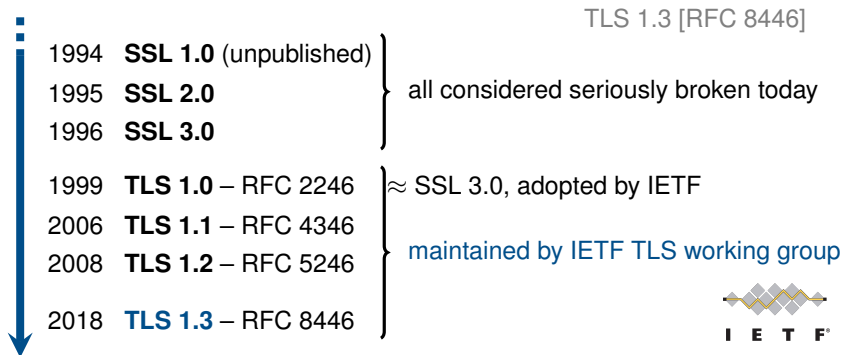 TLS 1.3 [RFC 8446]
1994 SSL 1.0 (unpublished)
1995 SSL 2.0
all considered seriously broken today
1996 SSL 3.0
1999 TLS 1.0 – RFC 2246
≈ SSL 3.0, adopted by IETF
2006 TLS 1.1 – RFC 4346
maintained by IETF TLS working group
2008 TLS 1.2 – RFC 5246
2018 TLS 1.3 – RFC 8446
I E T F®